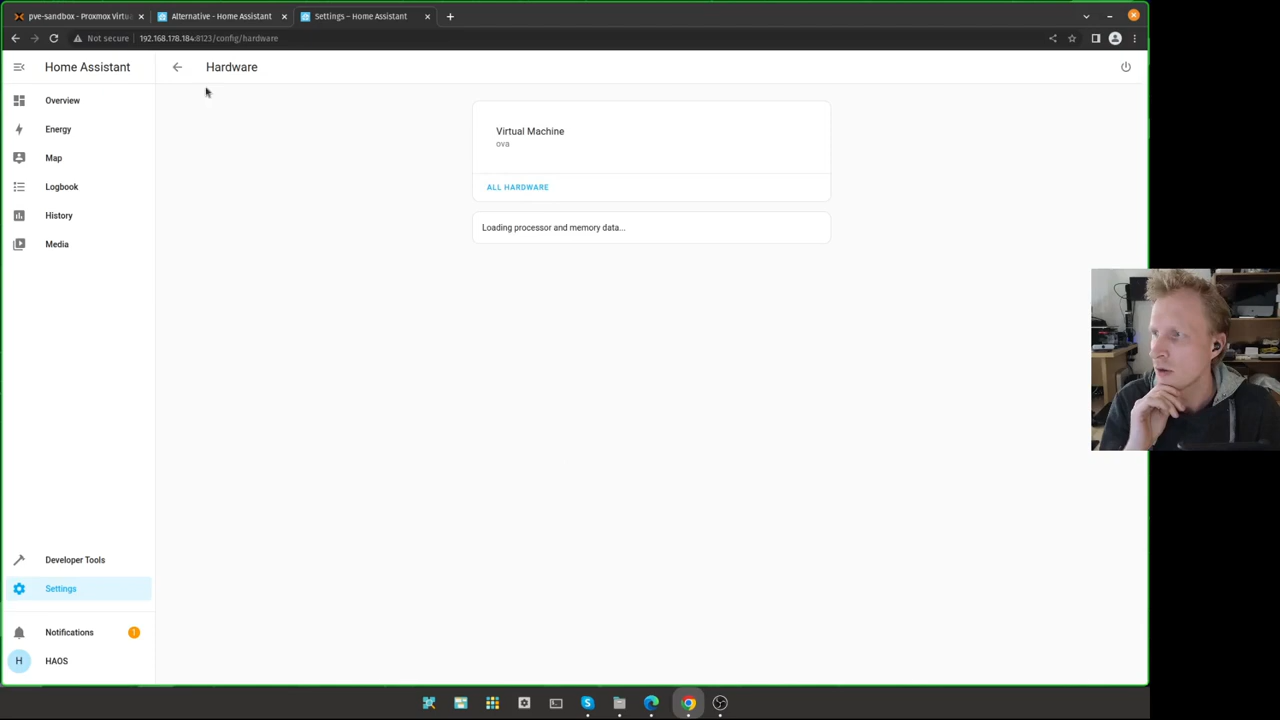 pve-sandbox - Proxmox Virtu
Alternative - Home Assistant
Settings – Home Assistant
Not secure
192.168.178.184:8123/config/hardware
Home Assistant
Hardware
Overview
Energy
Map
Logbook
History
Media
Developer Tools
Settings
Notifications
1
H
HAOS
Virtual Machine
ova
ALL HARDWARE
Loading processor and memory data...